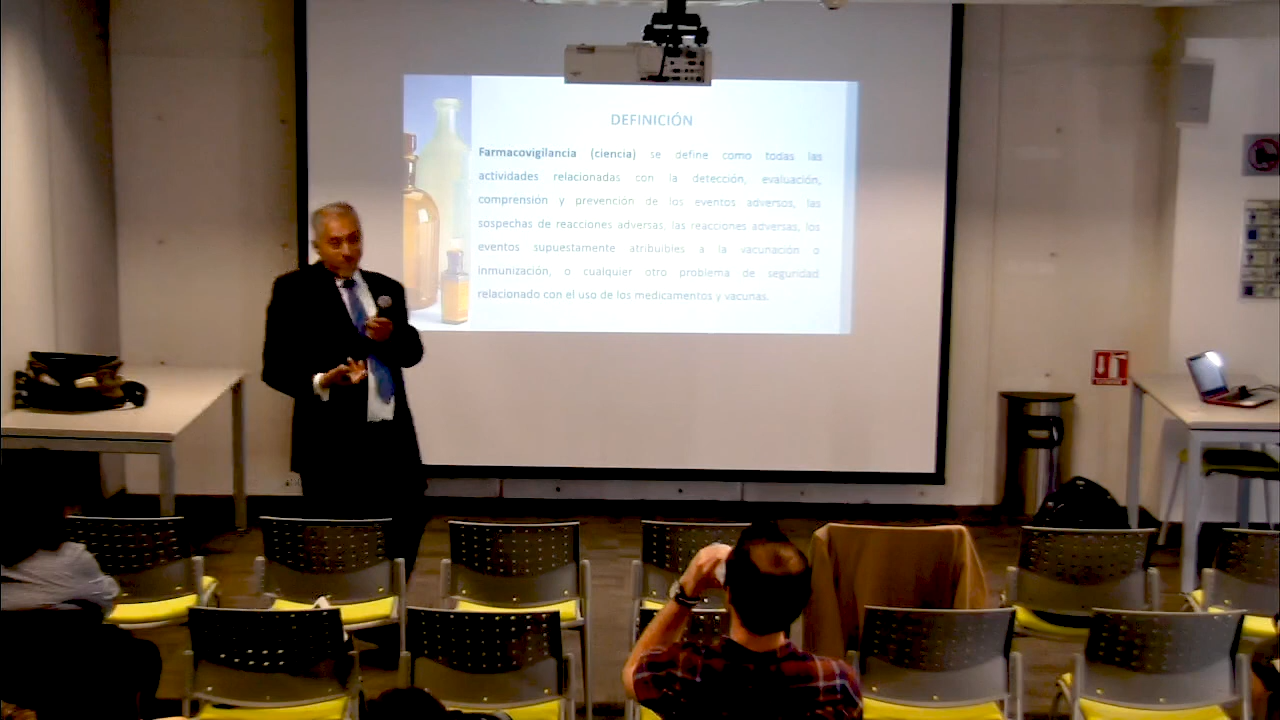 DEFINICIÓN
Farmacovigilancia (ciencia) se define como todas las
actividades relacionadas con la detección, evaluación,
comprensión y prevención de los eventos adversos, las
sospechas de reacciones adversas, las reacciones adversas, los
eventos supuestamente atribuibles a la vacunación o
inmunización, o cualquier otro problema de seguridad
relacionado con el uso de los medicamentos y vacunas.